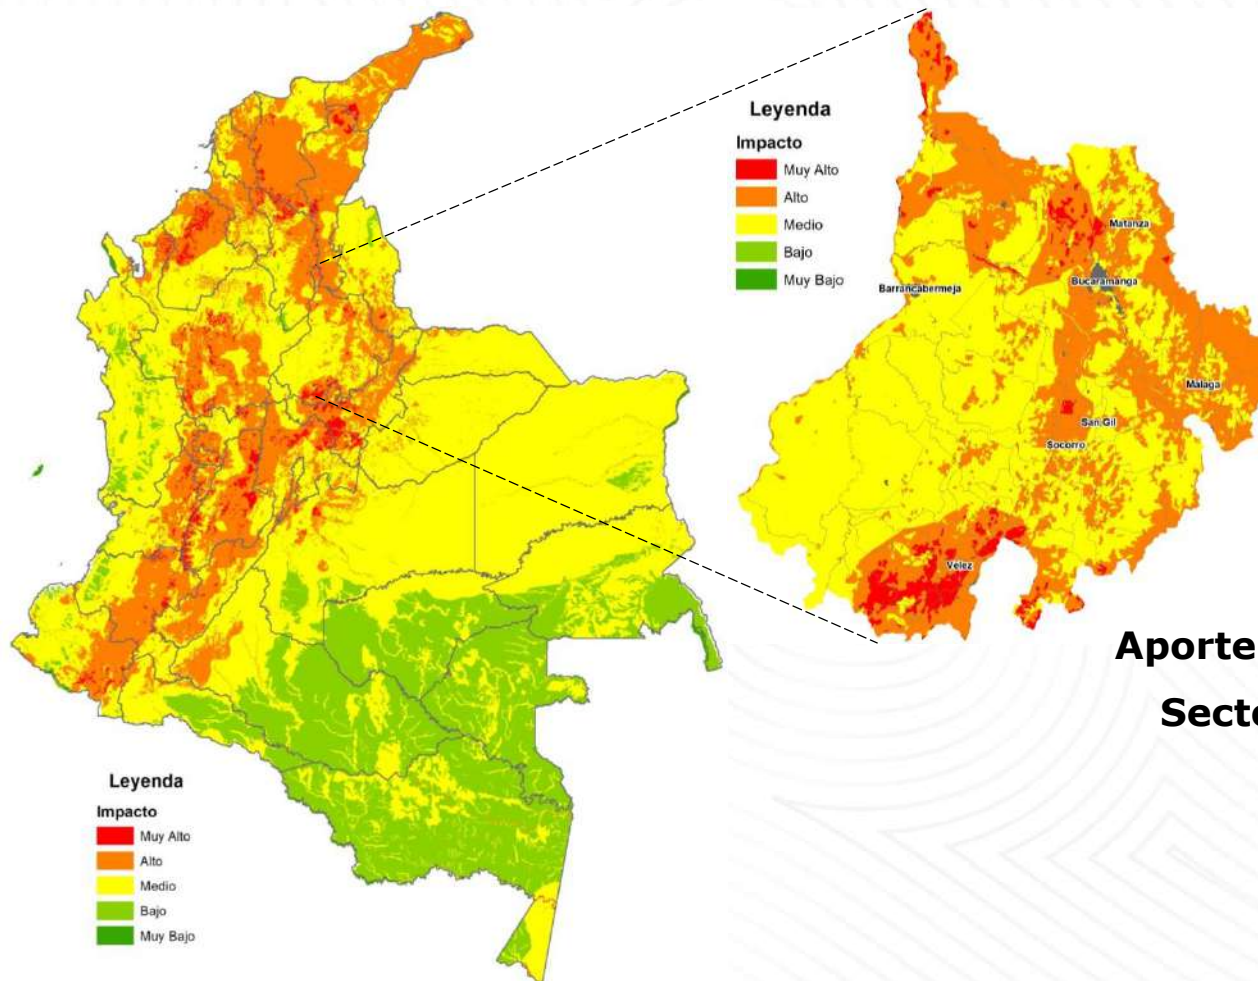 Leyenda
Impacto
Muy Alto
Alto
Medio
Bajo
Muy Bajo
Matanza
Bucaramanga
Barrancabermeja
Malaga
San Gil
Socorro
Velez
Aporte
Secto
Leyenda
Impacto
Muy Alto
Alto
Medio
Bajo
Muy Bajo